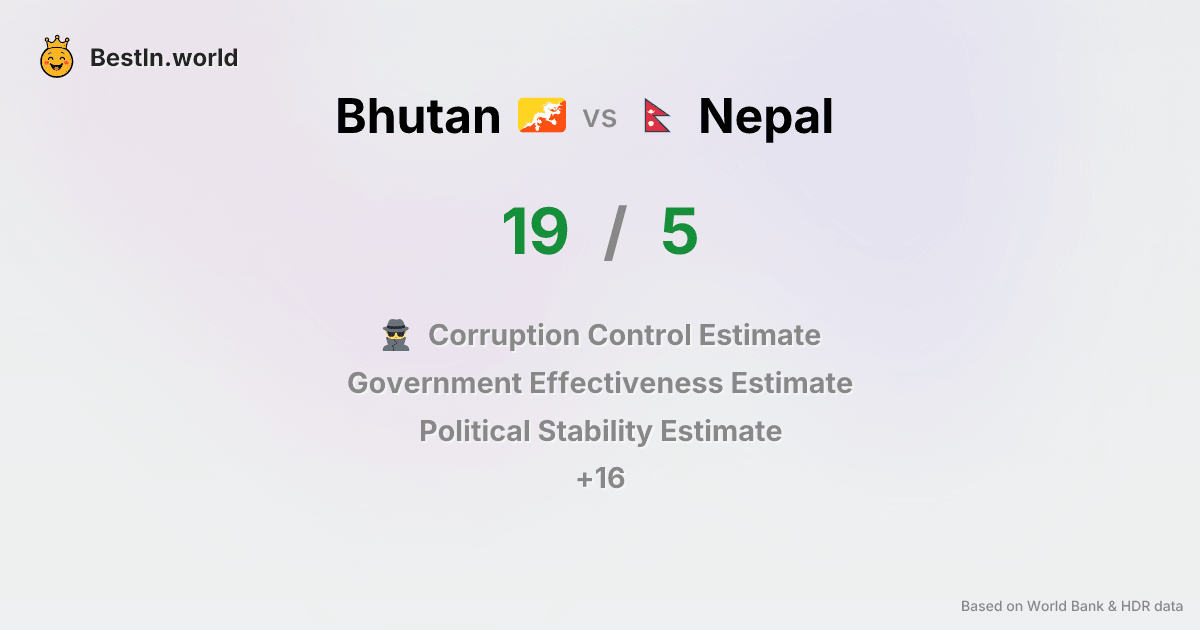 BestIn.world
Bhutan vs Nepal
19 / 5
Corruption Control Estimate
Government Effectiveness Estimate
Political Stability Estimate
+16
Based on World Bank & HDR data